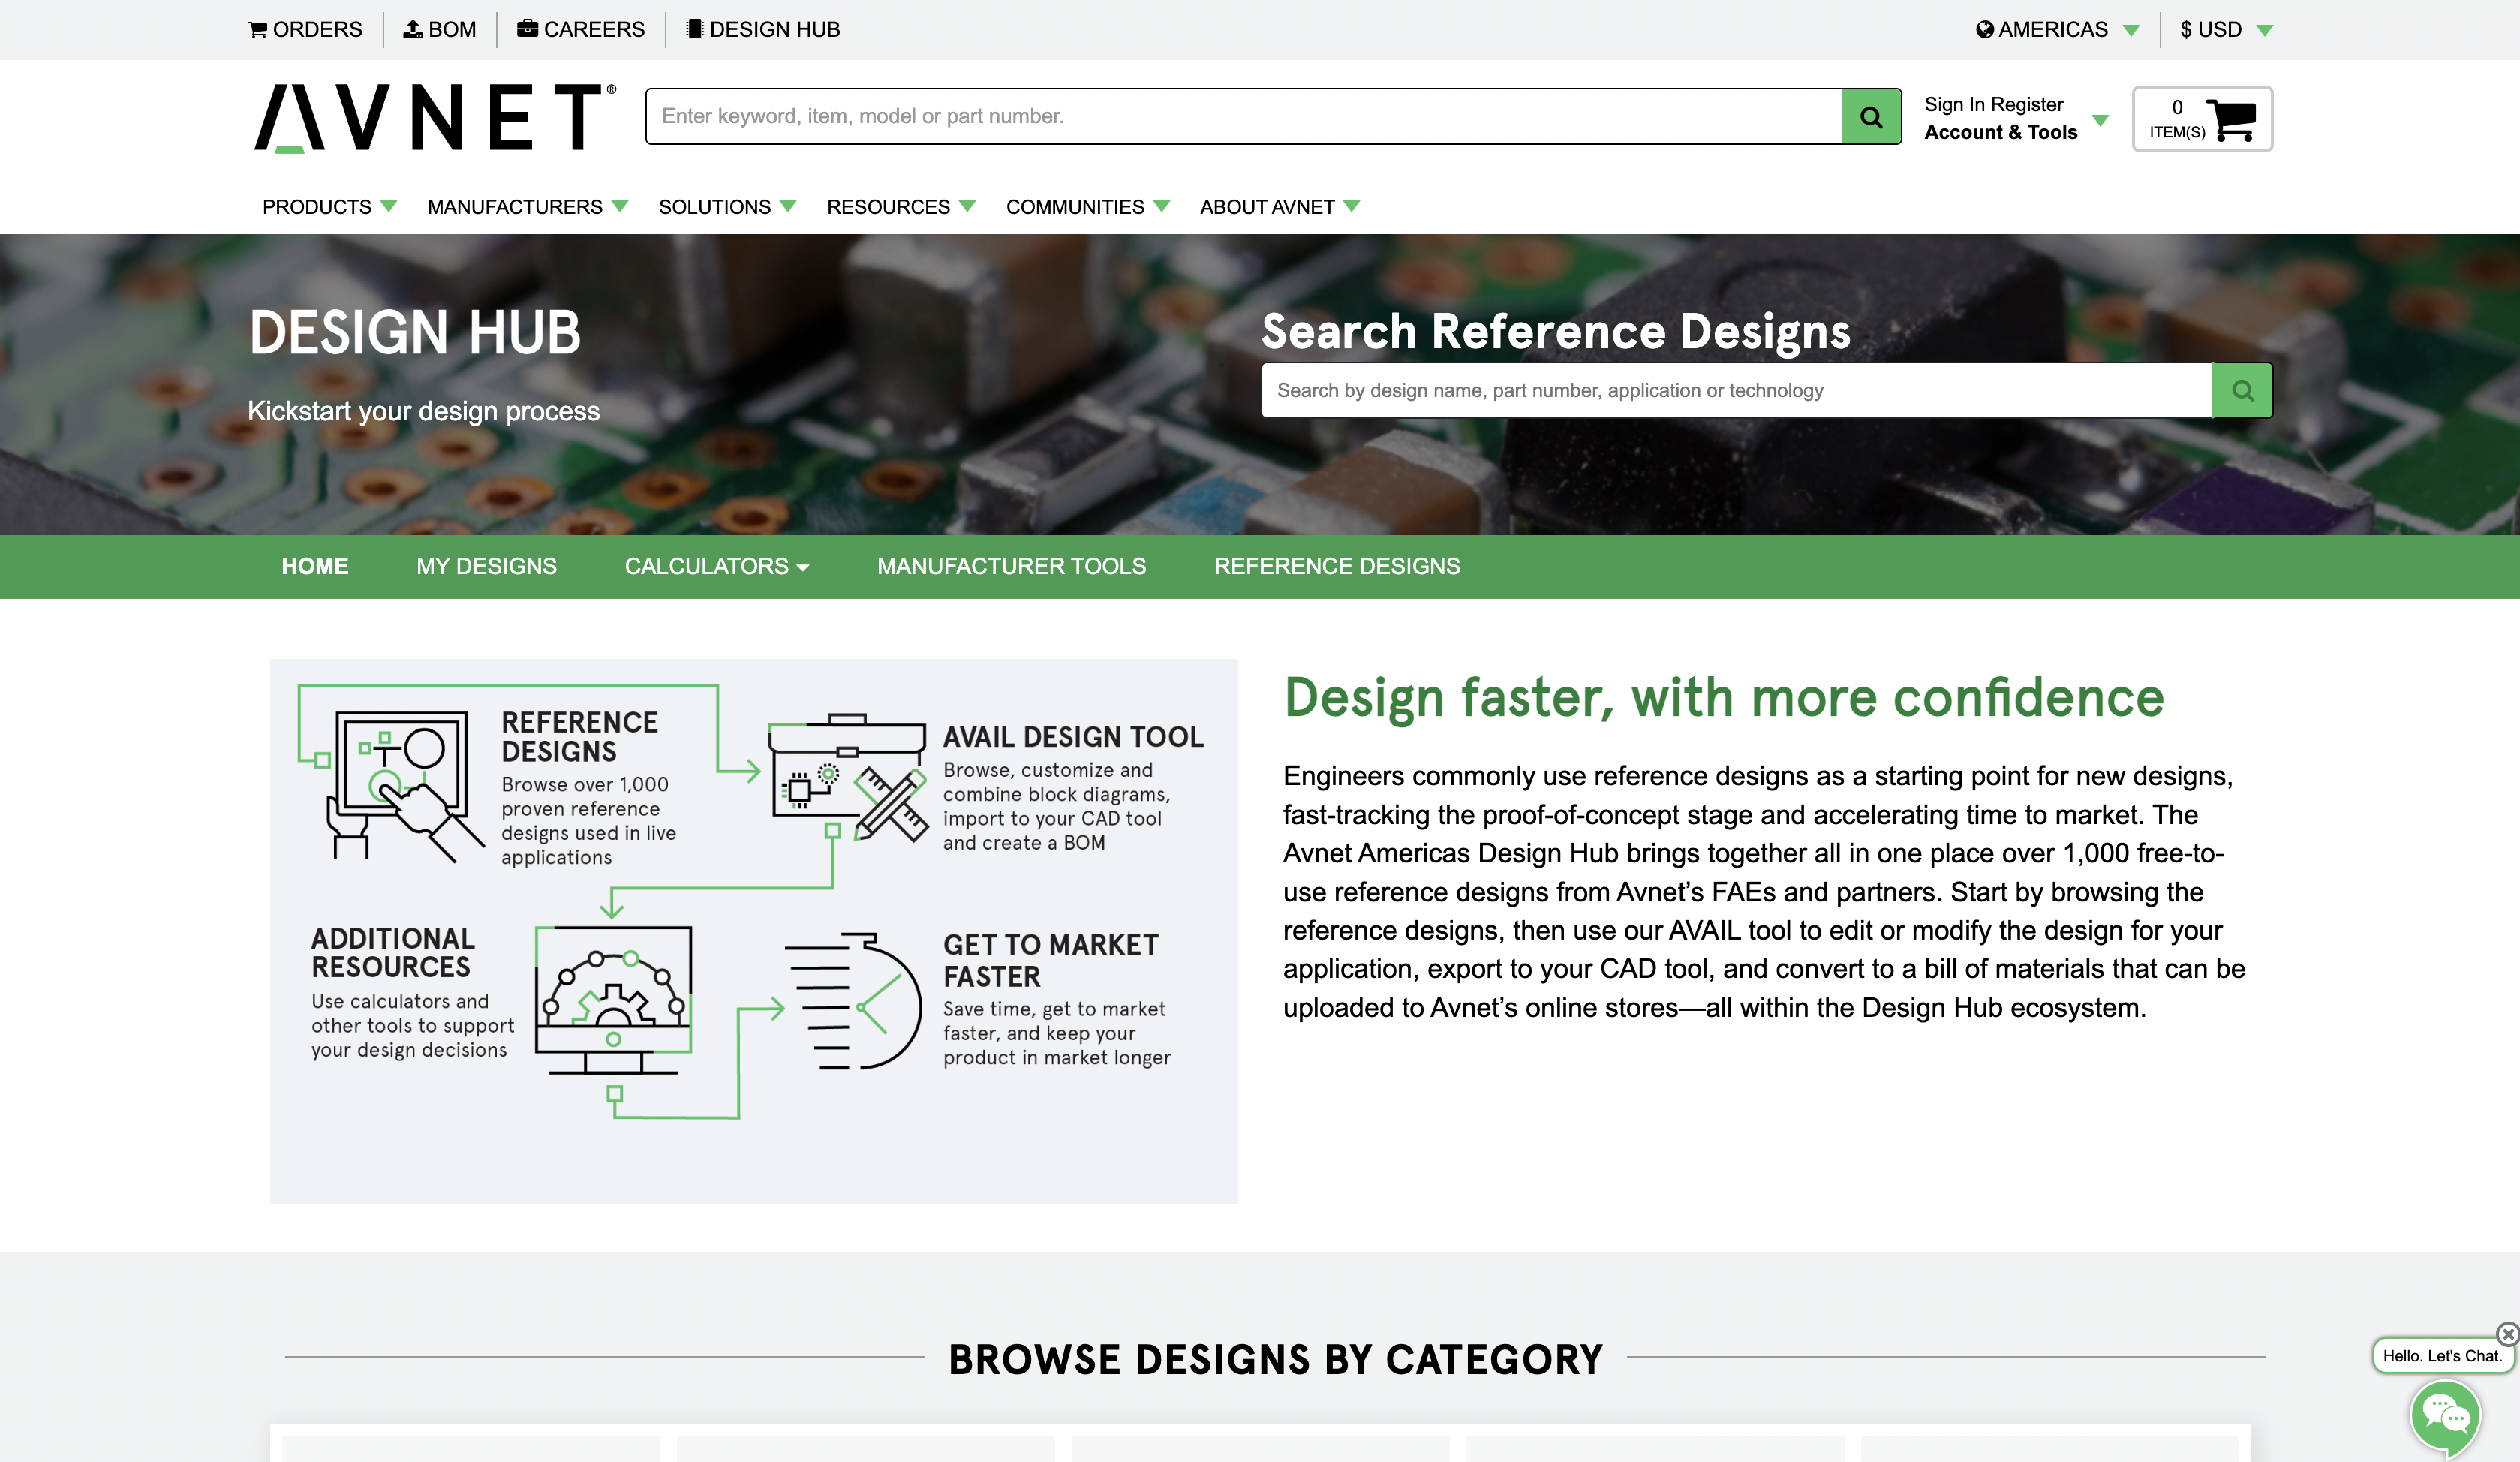 ORDERS
BOM
CAREERS
DESIGN HUB
AMERICAS
$ USD
AVNET®
Enter keyword, item, model or part number.
Sign In Register
Account & Tools
0
ITEM(S)
PRODUCTS
MANUFACTURERS
SOLUTIONS
RESOURCES
COMMUNITIES
ABOUT AVNET
DESIGN HUB
Kickstart your design process
Search Reference Designs
Search by design name, part number, application or technology
HOME
MY DESIGNS
CALCULATORS
MANUFACTURER TOOLS
REFERENCE DESIGNS
REFERENCE
DESIGNS
Browse over 1,000
proven reference
designs used in live
applications
AVAIL DESIGN TOOL
Browse, customize and
combine block diagrams,
import to your CAD tool
and create a BOM
ADDITIONAL
RESOURCES
Use calculators and
other tools to support
your design decisions
GET TO MARKET
FASTER
Save time, get to market
faster, and keep your
product in market longer
Design faster, with more confidence
Engineers commonly use reference designs as a starting point for new designs,
fast-tracking the proof-of-concept stage and accelerating time to market. The
Avnet Americas Design Hub brings together all in one place over 1,000 free-to-
use reference designs from Avnet’s FAEs and partners. Start by browsing the
reference designs, then use our AVAIL tool to edit or modify the design for your
application, export to your CAD tool, and convert to a bill of materials that can be
uploaded to Avnet’s online stores—all within the Design Hub ecosystem.
BROWSE DESIGNS BY CATEGORY
Hello. Let's Chat.